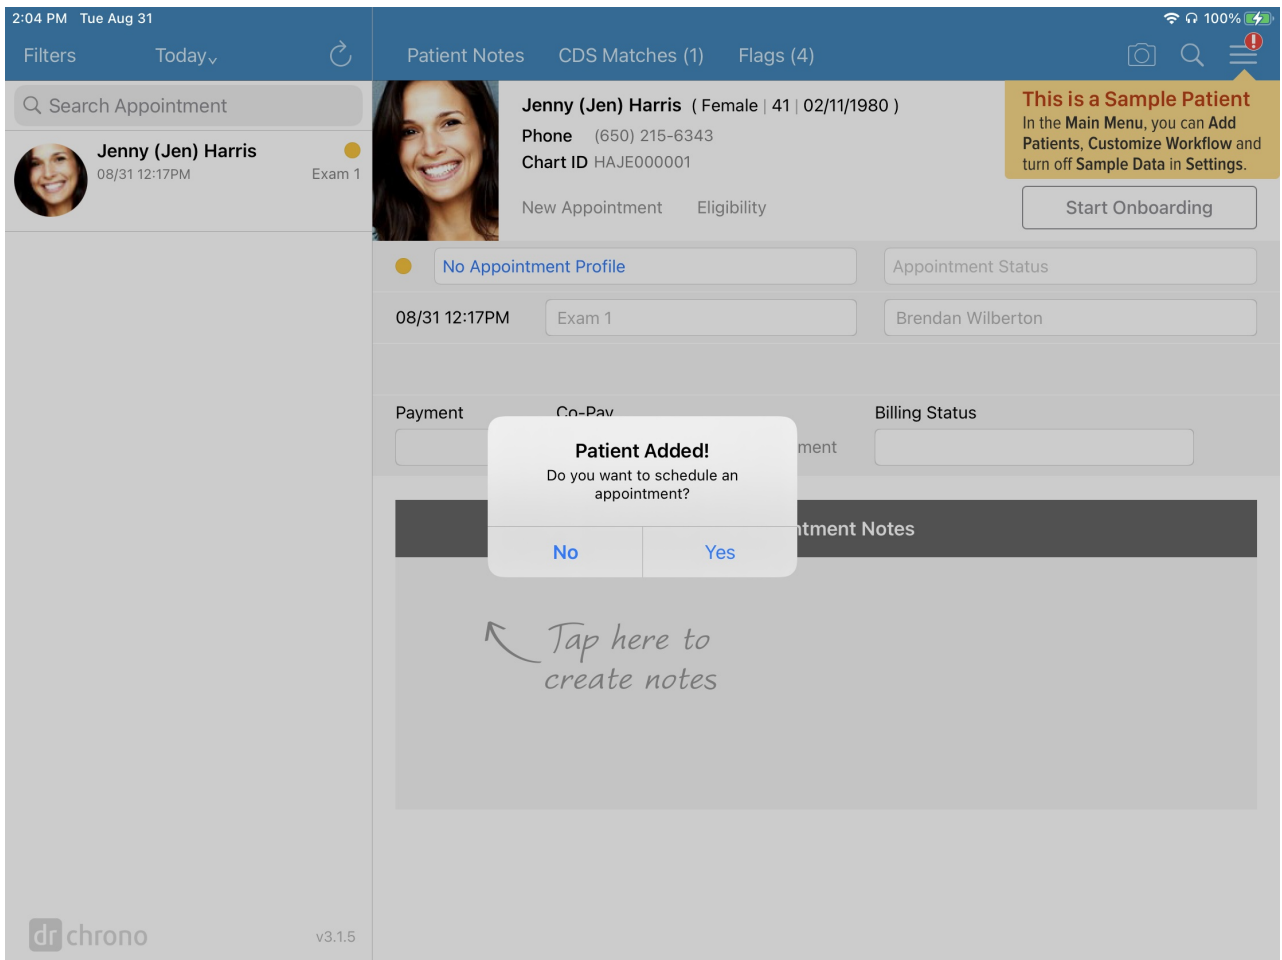 2:04 PM Tue Aug 31
100%
Filters
Today
Patient Notes
CDS Matches (1)
Flags (4)
Search Appointment
Jenny (Jen) Harris
08/31 12:17PM
Exam 1
Jenny (Jen) Harris ( Female | 41 | 02/11/1980 )
Phone (650) 215-6343
Chart ID HAJE000001
New Appointment
Eligibility
This is a Sample Patient
In the Main Menu, you can Add
Patients, Customize Workflow and
turn off Sample Data in Settings.
Start Onboarding
No Appointment Profile
Appointment Status
08/31 12:17PM
Exam 1
Brendan Wilberton
Payment
Co-Pay
Billing Status
ment
Patient Added!
Do you want to schedule an
appointment?
No
Yes
ntment Notes
Tap here to
create notes
dr chrono
v3.1.5